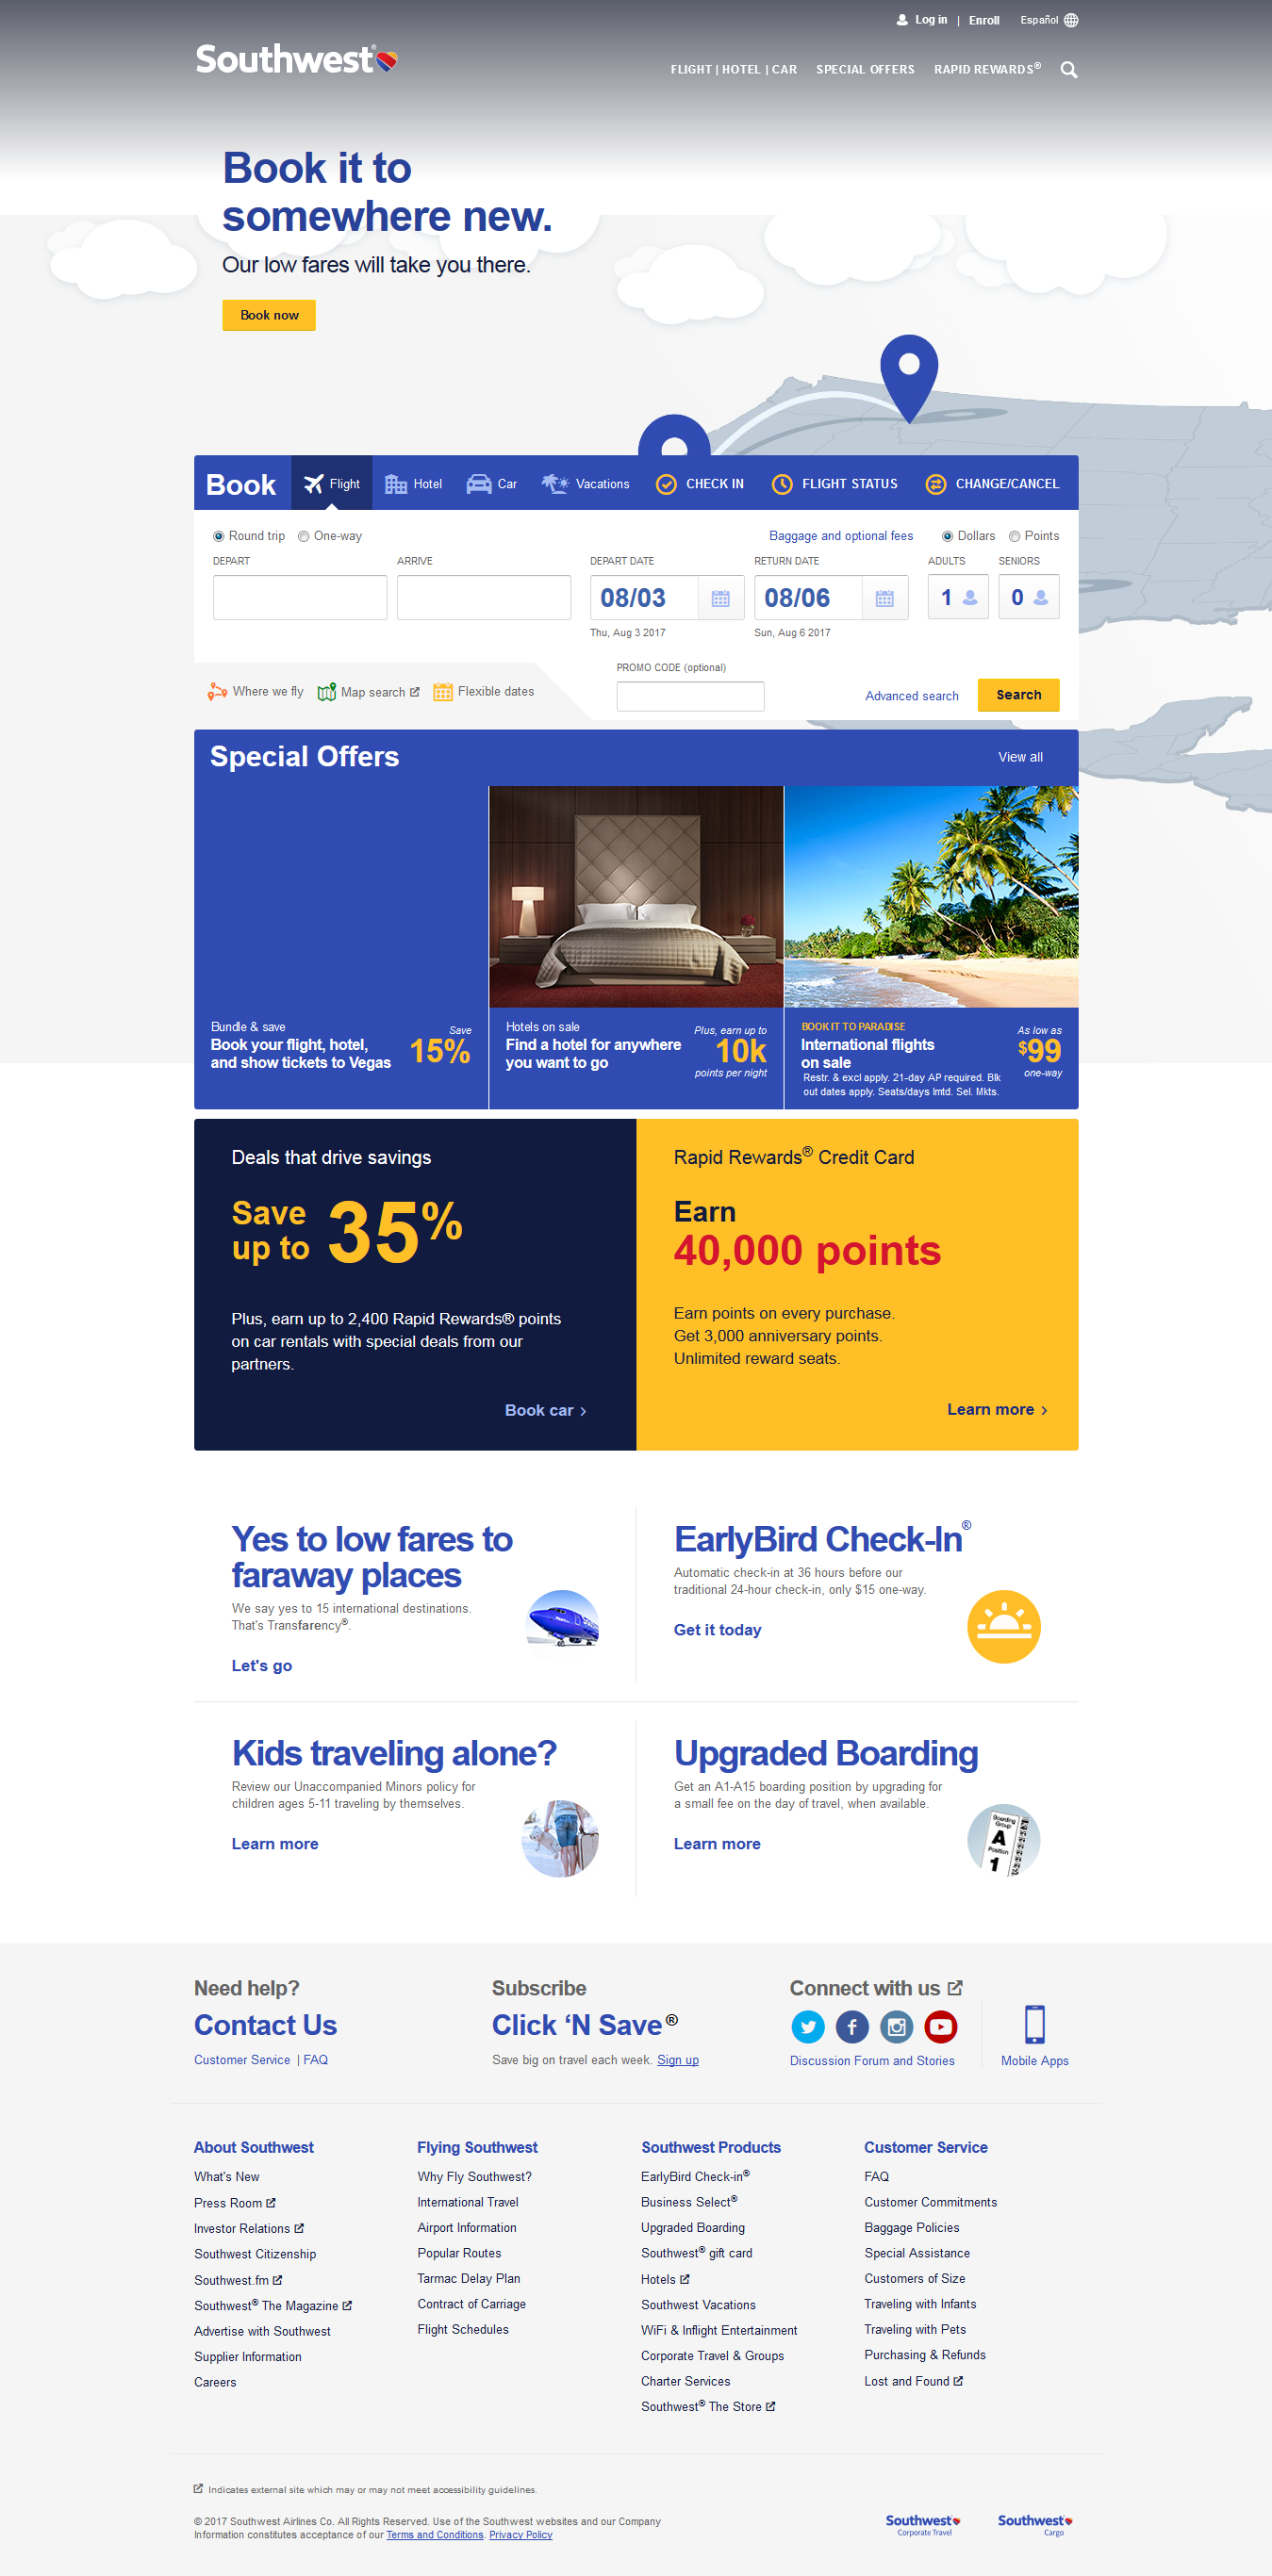 Log in | Enroll Español
Southwest®
FLIGHT | HOTEL | CAR SPECIAL OFFERS RAPID REWARDS®
Book it to
somewhere new.
Our low fares will take you there.
Book now
Book Flight Hotel Car Vacations CHECK IN FLIGHT STATUS CHANGE/CANCEL
Round trip One-way Baggage and optional fees Dollars Points
DEPART ARRIVE DEPART DATE RETURN DATE ADULTS SENIORS
08/03 08/06 1 0
Thu, Aug 3 2017 Sun, Aug 6 2017
PROMO CODE (optional)
Where we fly Map search Flexible dates Advanced search Search
Special Offers View all
Bundle & save
Book your flight, hotel,
and show tickets to Vegas
Save
15%
Hotels on sale
Find a hotel for anywhere
you want to go
Plus, earn up to
10k
points per night
BOOK IT TO PARADISE
International flights
on sale
Restr. & excl apply. 21-day AP required. Blk
out dates apply. Seats/days lmtd. Sel. Mkts.
As low as
$99
one-way
Deals that drive savings
Save
up to 35%
Plus, earn up to 2,400 Rapid Rewards® points
on car rentals with special deals from our
partners.
Book car
Rapid Rewards® Credit Card
Earn
40,000 points
Earn points on every purchase.
Get 3,000 anniversary points.
Unlimited reward seats.
Learn more
Yes to low fares to
faraway places
We say yes to 15 international destinations.
That's Transfarency®.
Let's go
EarlyBird Check-In®
Automatic check-in at 36 hours before our
traditional 24-hour check-in, only $15 one-way.
Get it today
Kids traveling alone?
Review our Unaccompanied Minors policy for
children ages 5-11 traveling by themselves.
Learn more
Upgraded Boarding
Get an A1-A15 boarding position by upgrading for
a small fee on the day of travel, when available.
Learn more
Boarding
Group
A
Position
1
Need help?
Contact Us
Customer Service | FAQ
Subscribe
Click ‘N Save®
Save big on travel each week. Sign up
Connect with us
Discussion Forum and Stories
Mobile Apps
About Southwest
What's New
Press Room
Investor Relations
Southwest Citizenship
Southwest.fm
Southwest® The Magazine
Advertise with Southwest
Supplier Information
Careers
Flying Southwest
Why Fly Southwest?
International Travel
Airport Information
Popular Routes
Tarmac Delay Plan
Contract of Carriage
Flight Schedules
Southwest Products
EarlyBird Check-in®
Business Select®
Upgraded Boarding
Southwest® gift card
Hotels
Southwest Vacations
WiFi & Inflight Entertainment
Corporate Travel & Groups
Charter Services
Southwest® The Store
Customer Service
FAQ
Customer Commitments
Baggage Policies
Special Assistance
Customers of Size
Traveling with Infants
Traveling with Pets
Purchasing & Refunds
Lost and Found
Indicates external site which may or may not meet accessibility guidelines.
© 2017 Southwest Airlines Co. All Rights Reserved. Use of the Southwest websites and our Company
Information constitutes acceptance of our Terms and Conditions. Privacy Policy
Southwest
Corporate Travel
Southwest
Cargo